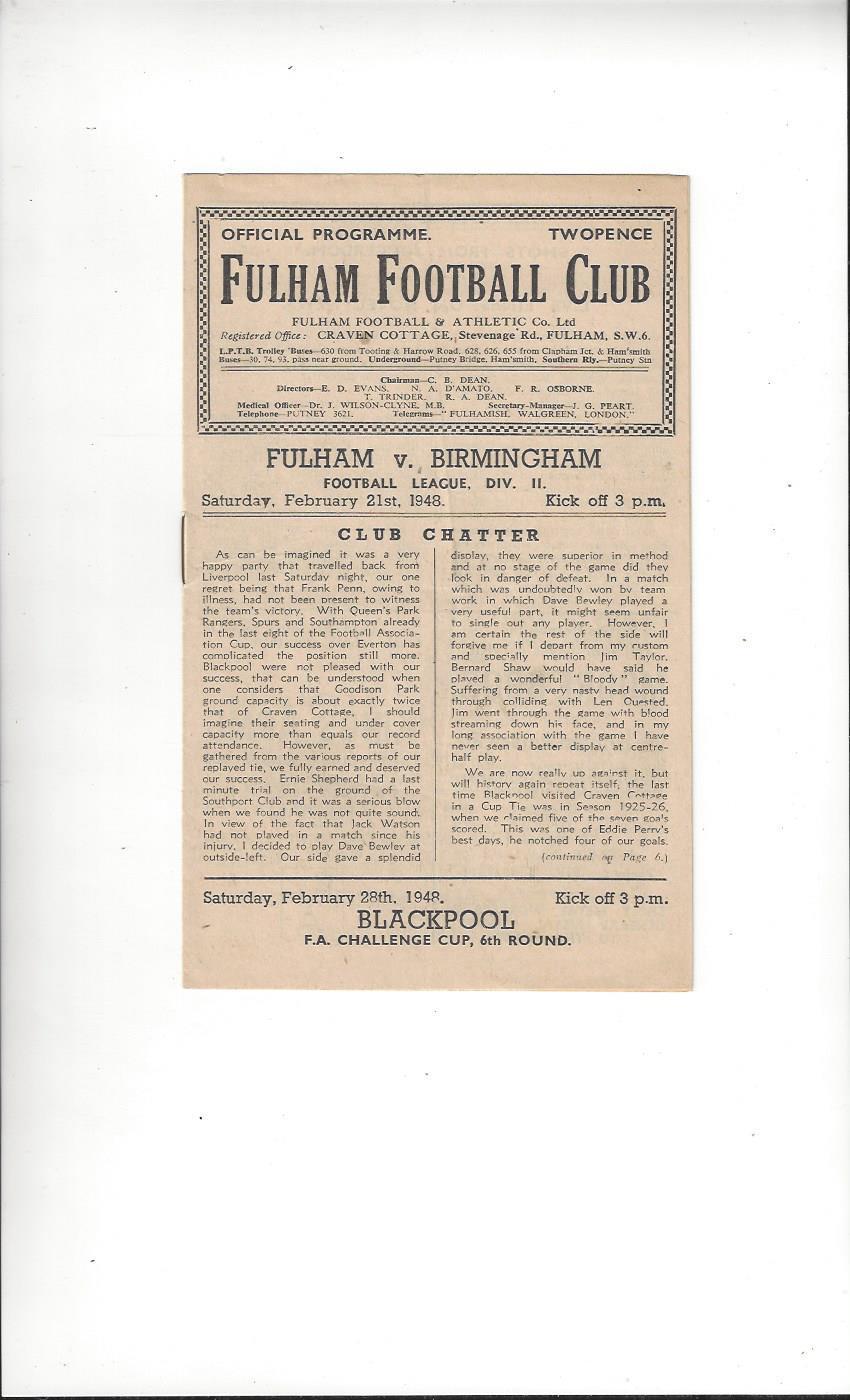 OFFICIAL PROGRAMME. TWOPENCE
FULHAM FOOTBALL CLUB
FULHAM FOOTBALL & ATHLETIC Co. Ltd
Registered Office: CRAVEN COTTAGE, Stevenage Rd., FULHAM, S.W.6.
L.P.T.B. Trolley 'Buses—630 from Tooting & Harrow Road, 628, 626, 655 from Clapham Jct. & Ham'smith
Buses—30, 74, 93, pass near ground. Underground—Putney Bridge, Ham'smith, Southern Rly.—Putney Stn
Chairman—C. B. DEAN.
Directors—E. D. EVANS. N. A. D'AMATO. F. R. OSBORNE.
T. TRINDER. R. A. DEAN.
Medical Officer—Dr. J. WILSON-CLYNE, M.B. Secretary-Manager—J. G. PEART.
Telephone—PUTNEY 3621. Telegrams—"FULHAMISH, WALGREEN, LONDON."
FULHAM v. BIRMINGHAM
FOOTBALL LEAGUE, DIV. II.
Saturday, February 21st, 1948. Kick off 3 p.m.
CLUB CHATTER
As can be imagined it was a very
happy party that travelled back from
Liverpool last Saturday night, our one
regret being that Frank Penn, owing to
illness, had not been present to witness
the team's victory. With Queen's Park
Rangers, Spurs and Southampton already
in the last eight of the Football Associa-
tion Cup, our success over Everton has
complicated the position still more.
Blackpool were not pleased with our
success, that can be understood when
one considers that Goodison Park
ground capacity is about exactly twice
that of Craven Cottage, I should
imagine their seating and under cover
capacity more than equals our record
attendance. However, as must be
gathered from the various reports of our
replayed tie, we fully earned and deserved
our success. Ernie Shepherd had a last
minute trial on the ground of the
Southport Club and it was a serious blow
when we found he was not quite sound.
In view of the fact that Jack Watson
had not played in a match since his
injury, I decided to play Dave Bewley at
outside-left. Our side gave a splendid
display, they were superior in method
and at no stage of the game did they
look in danger of defeat. In a match
which was undoubtedly won by team
work in which Dave Bewley played a
very useful part, it might seem unfair
to single out any player. However, I
am certain the rest of the side will
forgive me if I depart from my custom
and specially mention Jim Taylor.
Bernard Shaw would have said he
played a wonderful "Bloody" game.
Suffering from a very nasty head wound
through colliding with Len Quested,
Jim went through the game with blood
streaming down his face, and in my
long association with the game I have
never seen a better display at centre-
half play.
We are now really up against it, but
will history again repeat itself, the last
time Blackpool visited Craven Cottage
in a Cup Tie was in Season 1925-26,
when we claimed five of the seven goals
scored. This was one of Eddie Perry's
best days, he notched four of our goals.
(continued on Page 6.)
Saturday, February 28th, 1948. Kick off 3 p.m.
BLACKPOOL
F.A. CHALLENGE CUP, 6th ROUND.